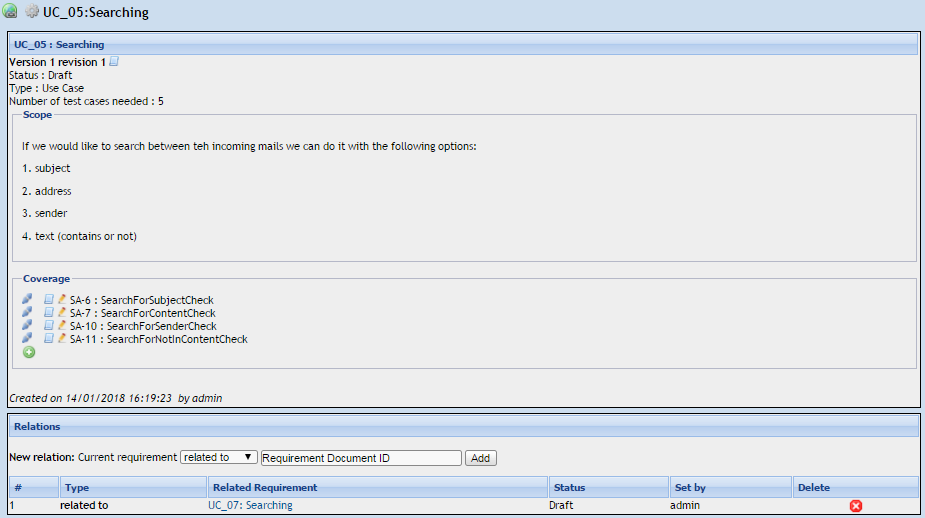 UC_05:Searching
UC_05 : Searching
Version 1 revision 1
Status : Draft
Type : Use Case
Number of test cases needed : 5
Scope
If we would like to search between teh incoming mails we can do it with the following options:
1. subject
2. address
3. sender
4. text (contains or not)
Coverage
SA-6 : SearchForSubjectCheck
SA-7 : SearchForContentCheck
SA-10 : SearchForSenderCheck
SA-11 : SearchForNotInContentCheck
Created on 14/01/2018 16:19:23 by admin
Relations
New relation: Current requirement related to Requirement Document ID Add
# Type Related Requirement Status Set by Delete
1 related to UC_07: Searching Draft admin